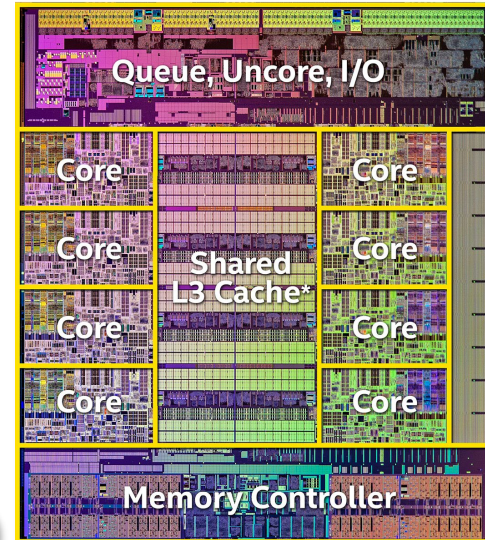 Queue, Uncore, I/O
Core
Core
Core
Core
Shared
L3 Cache*
Core
Core
Core
Core
Memory Controller